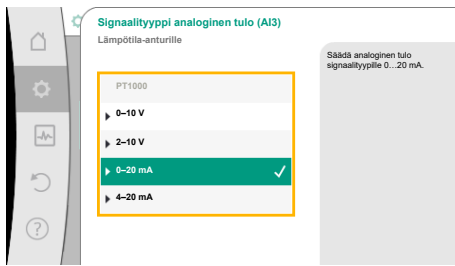 Signaalityyppi analoginen tulo (AI3)
Lämpötila-anturille
Säädä analoginen tulo
signaalityypille 0…20 mA.
PT1000
0–10 V
2–10 V
0–20 mA
4–20 mA
?